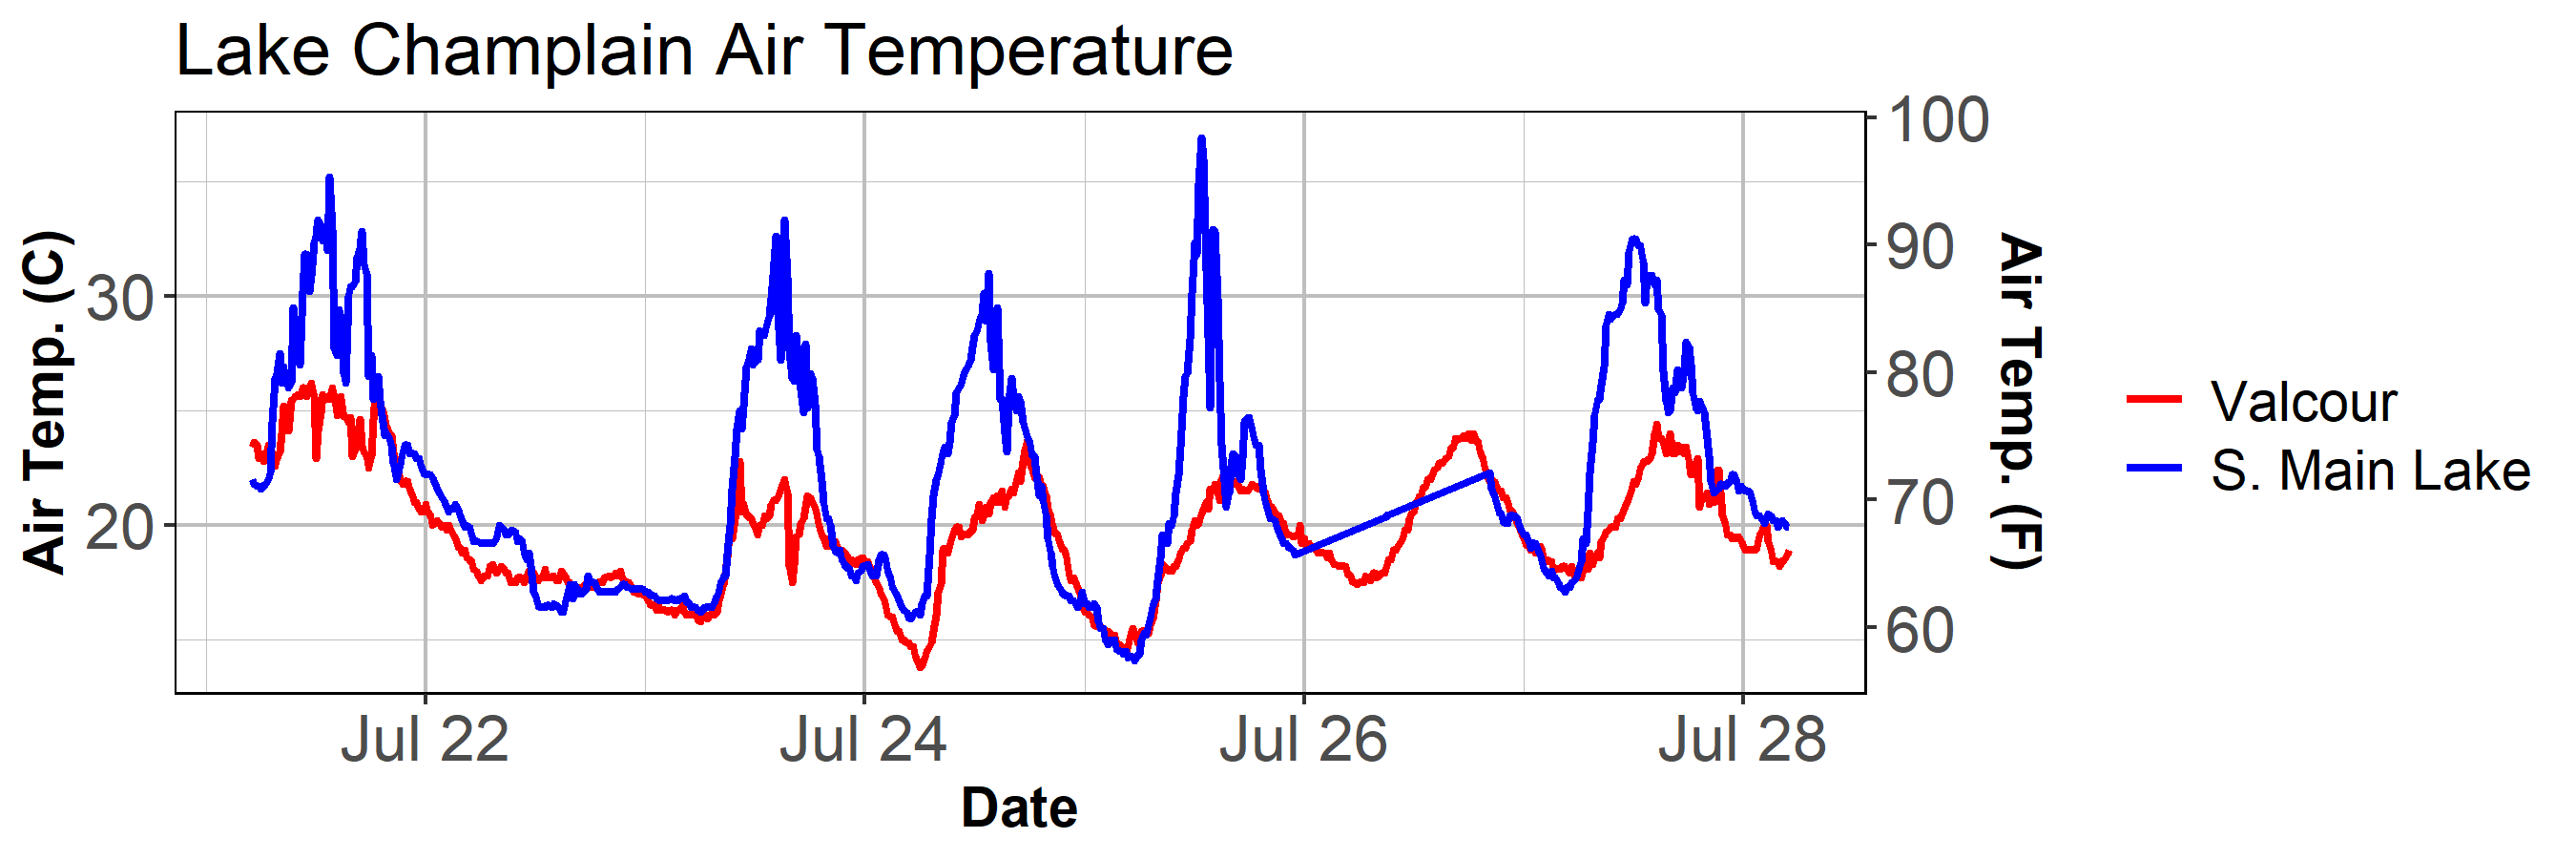 Lake Champlain Air Temperature
Air Temp. (C)
30
20
100
90
80
70
60
Air Temp. (F)
Valcour
S. Main Lake
Jul 22
Jul 24
Jul 26
Jul 28
Date